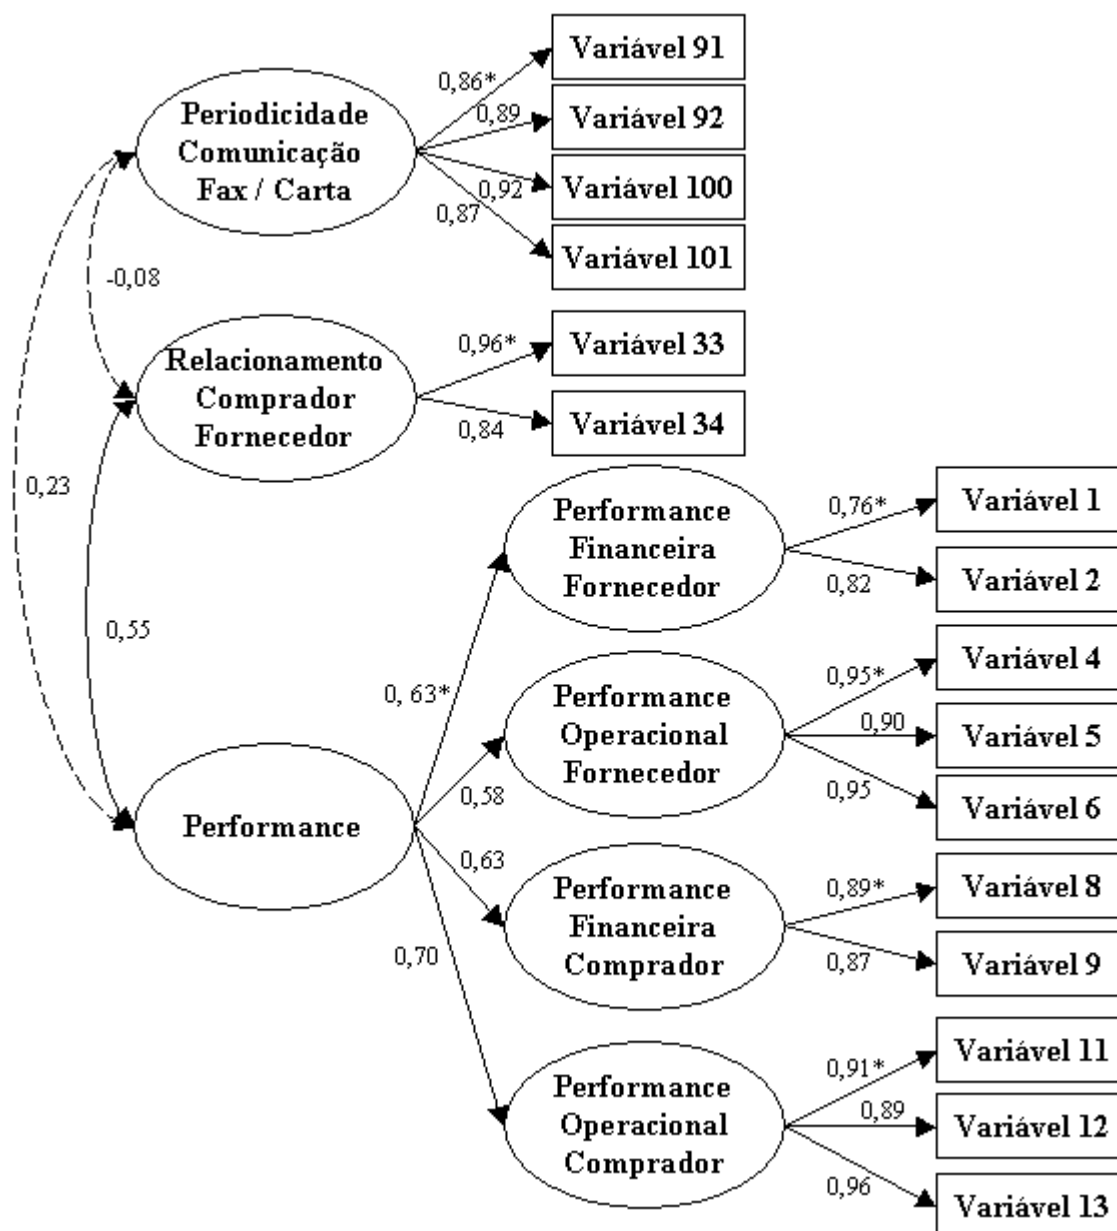 Variável 91
0,86*
Periodicidade
Comunicação
Fax / Carta
0,89
Variável 92
0,92
Variável 100
0,87
Variável 101
-0,08
Relacionamento
Comprador
Fornecedor
0,96*
Variável 33
0,84
Variável 34
0,23
0,55
Performance
Financeira
Fornecedor
0,76*
Variável 1
0,82
Variável 2
0, 63*
Performance
Operacional
Fornecedor
0,95*
Variável 4
0,90
Variável 5
0,95
Variável 6
0,58
Performance
0,63
Performance
Financeira
Comprador
0,89*
Variável 8
0,87
Variável 9
0,70
Performance
Operacional
Comprador
0,91*
Variável 11
0,89
Variável 12
0,96
Variável 13